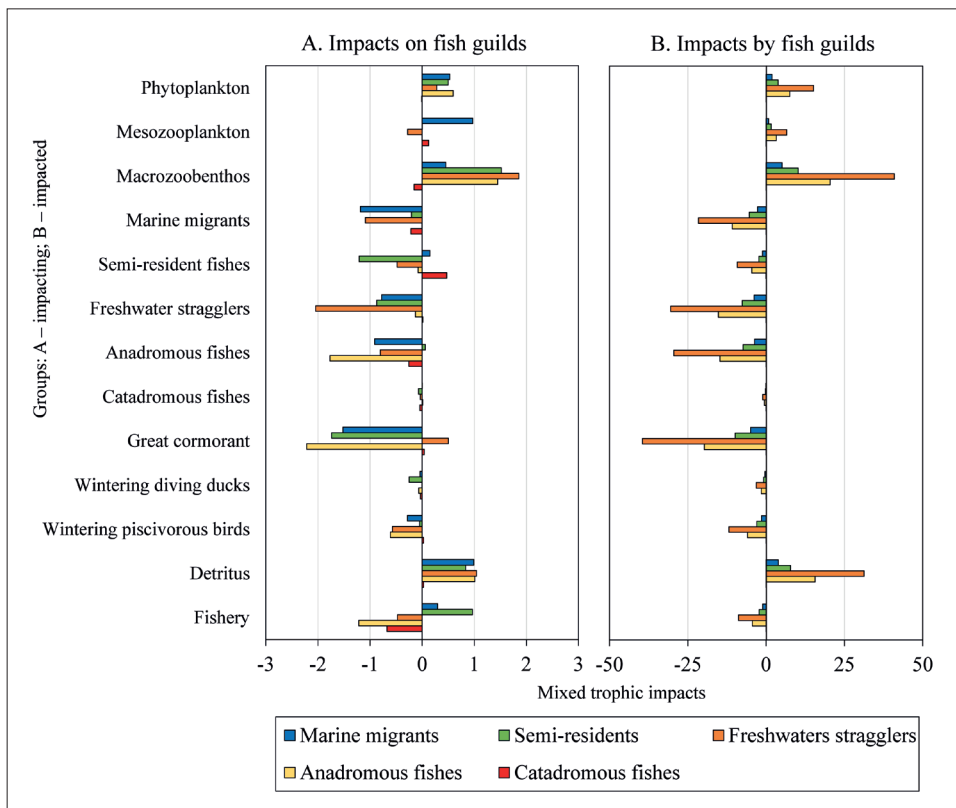 A. Impacts on fish guilds
B. Impacts by fish guilds
Groups: A – impacting; B – impacted
Phytoplankton
Mesozooplankton
Macrozoobenthos
Marine migrants
Semi-resident fishes
Freshwater stragglers
Anadromous fishes
Catadromous fishes
Great cormorant
Wintering diving ducks
Wintering piscivorous birds
Detritus
Fishery
-3 -2 -1 0 1 2 3
-50 -25 0 25 50
Mixed trophic impacts
Marine migrants
Semi-residents
Freshwaters stragglers
Anadromous fishes
Catadromous fishes